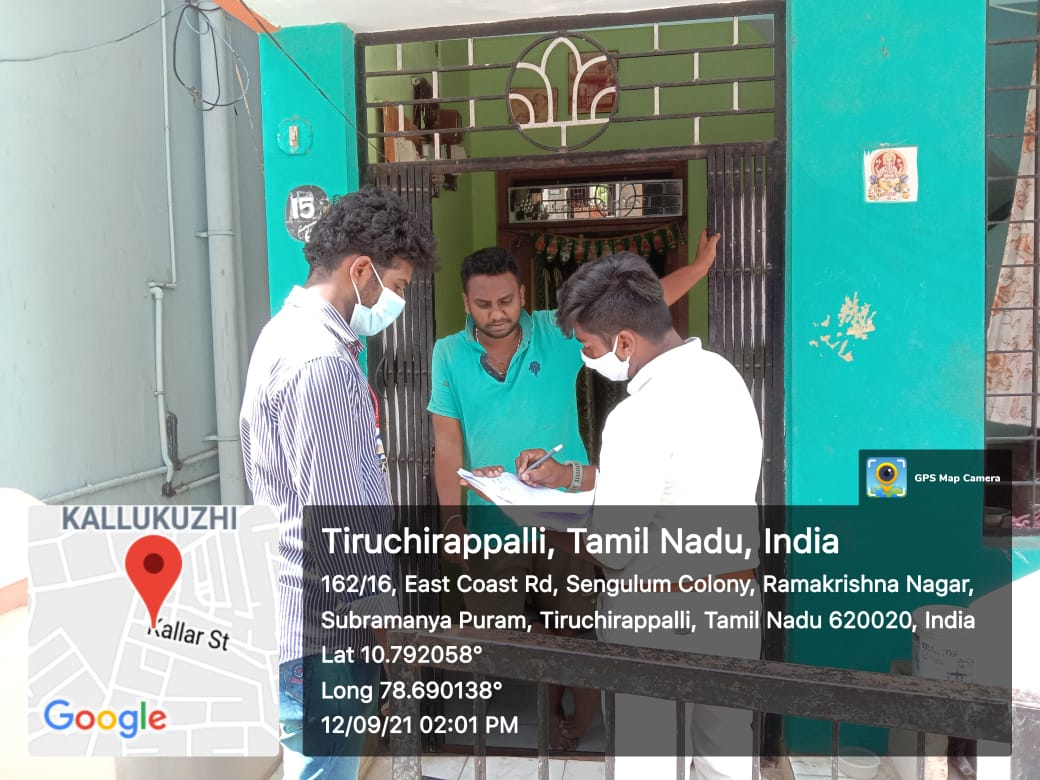 15
GPS Map Camera
KALLUKUZHI
Kallar St
Google
Tiruchirappalli, Tamil Nadu, India
162/16, East Coast Rd, Sengulum Colony, Ramakrishna Nagar,
Subramanya Puram, Tiruchirappalli, Tamil Nadu 620020, India
Lat 10.792058°
Long 78.690138°
12/09/21 02:01 PM